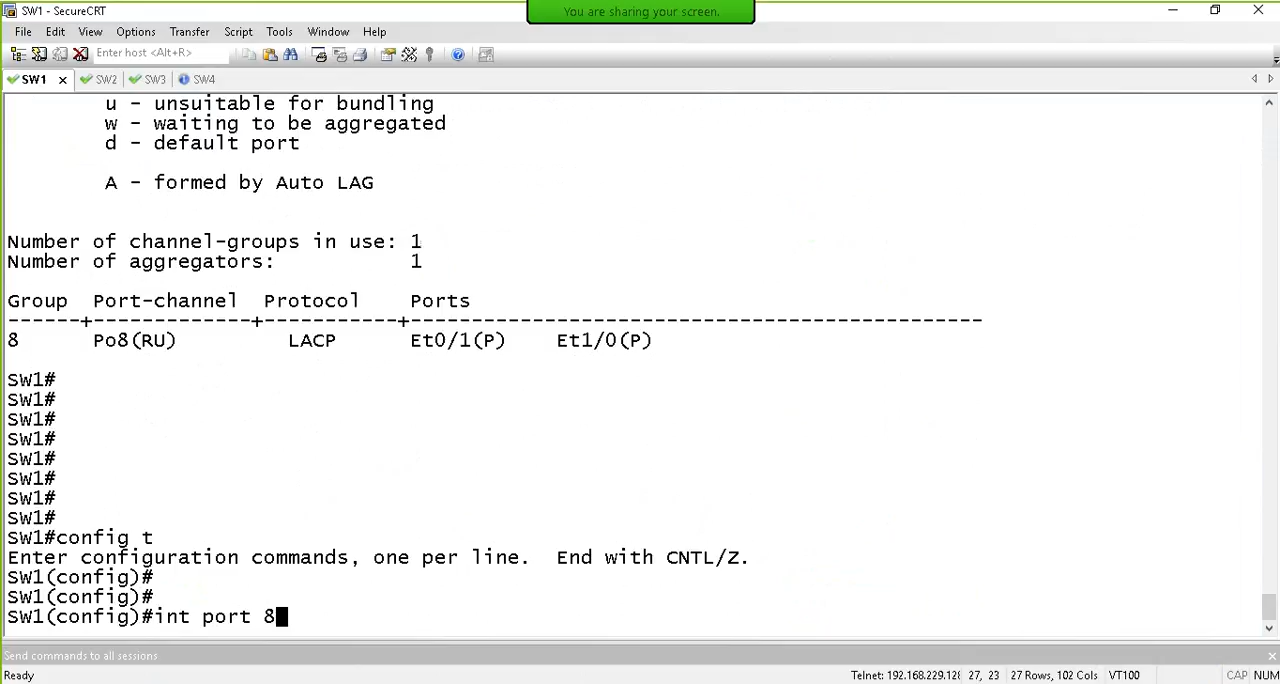 SW1 - SecureCRT
You are sharing your screen.
File Edit View Options Transfer Script Tools Window Help
Enter host <Alt+R>
SW1 SW2 SW3 SW4
u - unsuitable for bundling
w - waiting to be aggregated
d - default port
A - formed by Auto LAG
Number of channel-groups in use: 1
Number of aggregators: 1
Group Port-channel Protocol Ports
------+-------------+-----------+-----------------------------------------------
8 Po8(RU) LACP Et0/1(P) Et1/0(P)
SW1#
SW1#
SW1#
SW1#
SW1#
SW1#
SW1#
SW1#
SW1#config t
Enter configuration commands, one per line. End with CNTL/Z.
SW1(config)#
SW1(config)#
SW1(config)#int port 8
Send commands to all sessions
Ready Telnet: 192.168.229.12 27, 23 27 Rows, 102 Cols VT100 CAP NUM